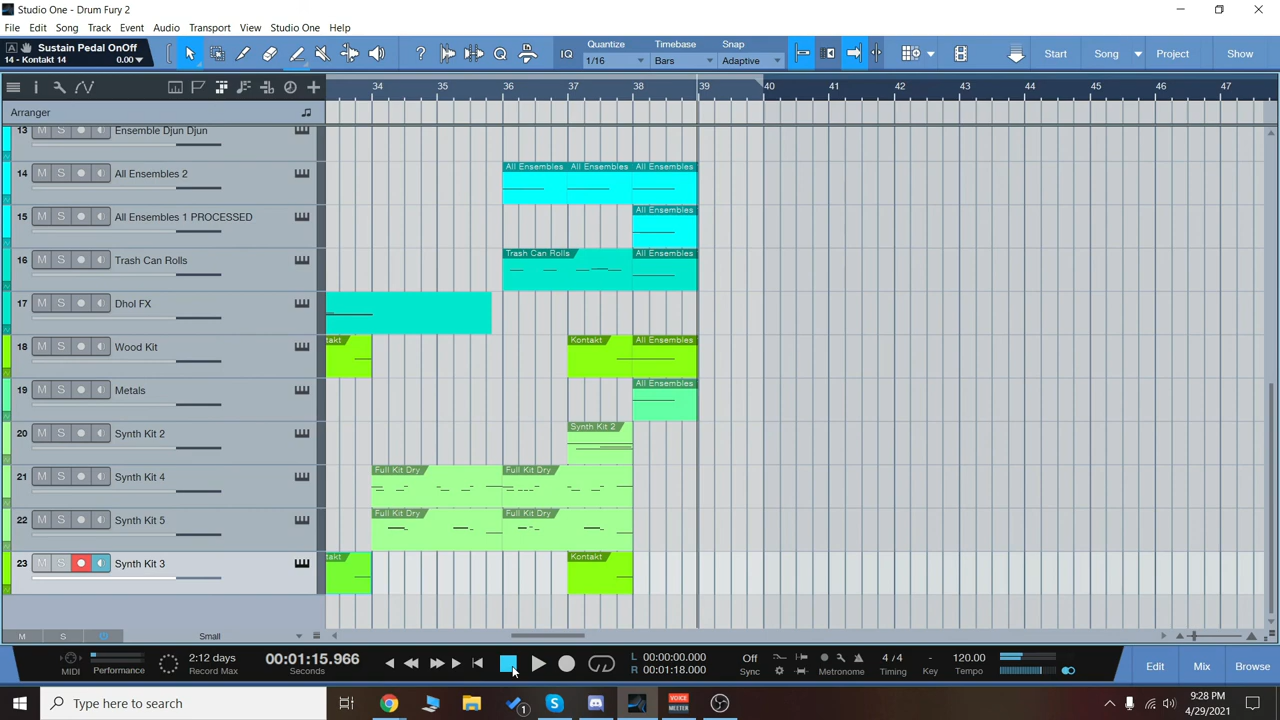 Studio One - Drum Fury 2
File Edit Song Track Event Audio Transport View Studio One Help
A Sustain Pedal OnOff
14 - Kontakt 14 0.00
IQ Quantize Timebase Snap
1/16 Bars Adaptive
Start Song Project Show
34 35 36 37 38 39 40 41 42 43 44 45 46 47
Arranger
13 M S Ensemble Djun Djun
14 M S All Ensembles 2
All Ensembles All Ensembles All Ensembles
15 M S All Ensembles 1 PROCESSED
All Ensembles
16 M S Trash Can Rolls
Trash Can Rolls All Ensembles
17 M S Dhol FX
18 M S Wood Kit
takt Kontakt All Ensembles
19 M S Metals
All Ensembles
20 M S Synth Kit 2
Synth Kit 2
21 M S Synth Kit 4
Full Kit Dry Full Kit Dry
22 M S Synth Kit 5
Full Kit Dry Full Kit Dry
23 M S Synth Kit 3
takt Kontakt
M S Small
MIDI Performance
2:12 days
Record Max
00:01:15.966
Seconds
L 00:00:00.000
R 00:01:18.000
Off
Sync
Metronome
4 / 4
Timing
-
Key
120.00
Tempo
Edit Mix Browse
Type here to search
1
VOICE
MEETER
9:28 PM
4/29/2021